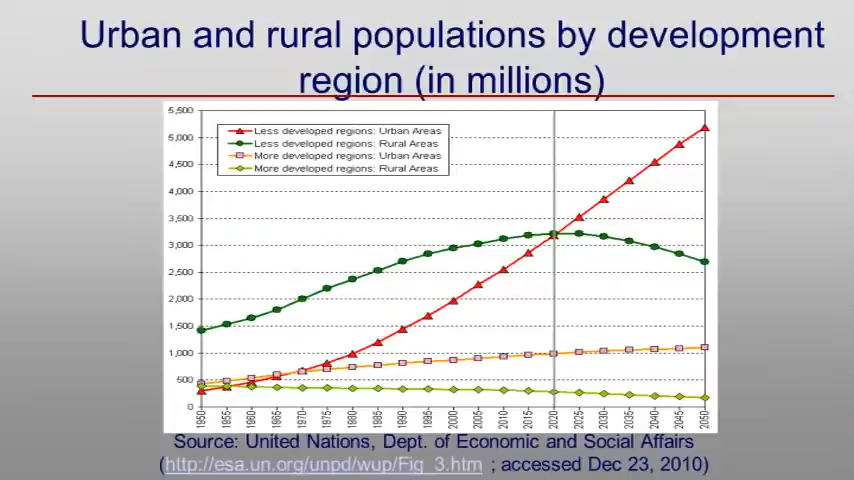 Urban and rural populations by development
region (in millions)
5,500
5,000
4,500
4,000
3,500
3,000
2,500
2,000
1,500
1,000
500
0
Less developed regions: Urban Areas
Less developed regions: Rural Areas
More developed regions: Urban Areas
More developed regions: Rural Areas
1950 1955 1960 1965 1970 1975 1980 1985 1990 1995 2000 2005 2010 2015 2020 2025 2030 2035 2040 2045 2050
Source: United Nations, Dept. of Economic and Social Affairs
(http://esa.un.org/unpd/wup/Fig_3.htm ; accessed Dec 23, 2010)